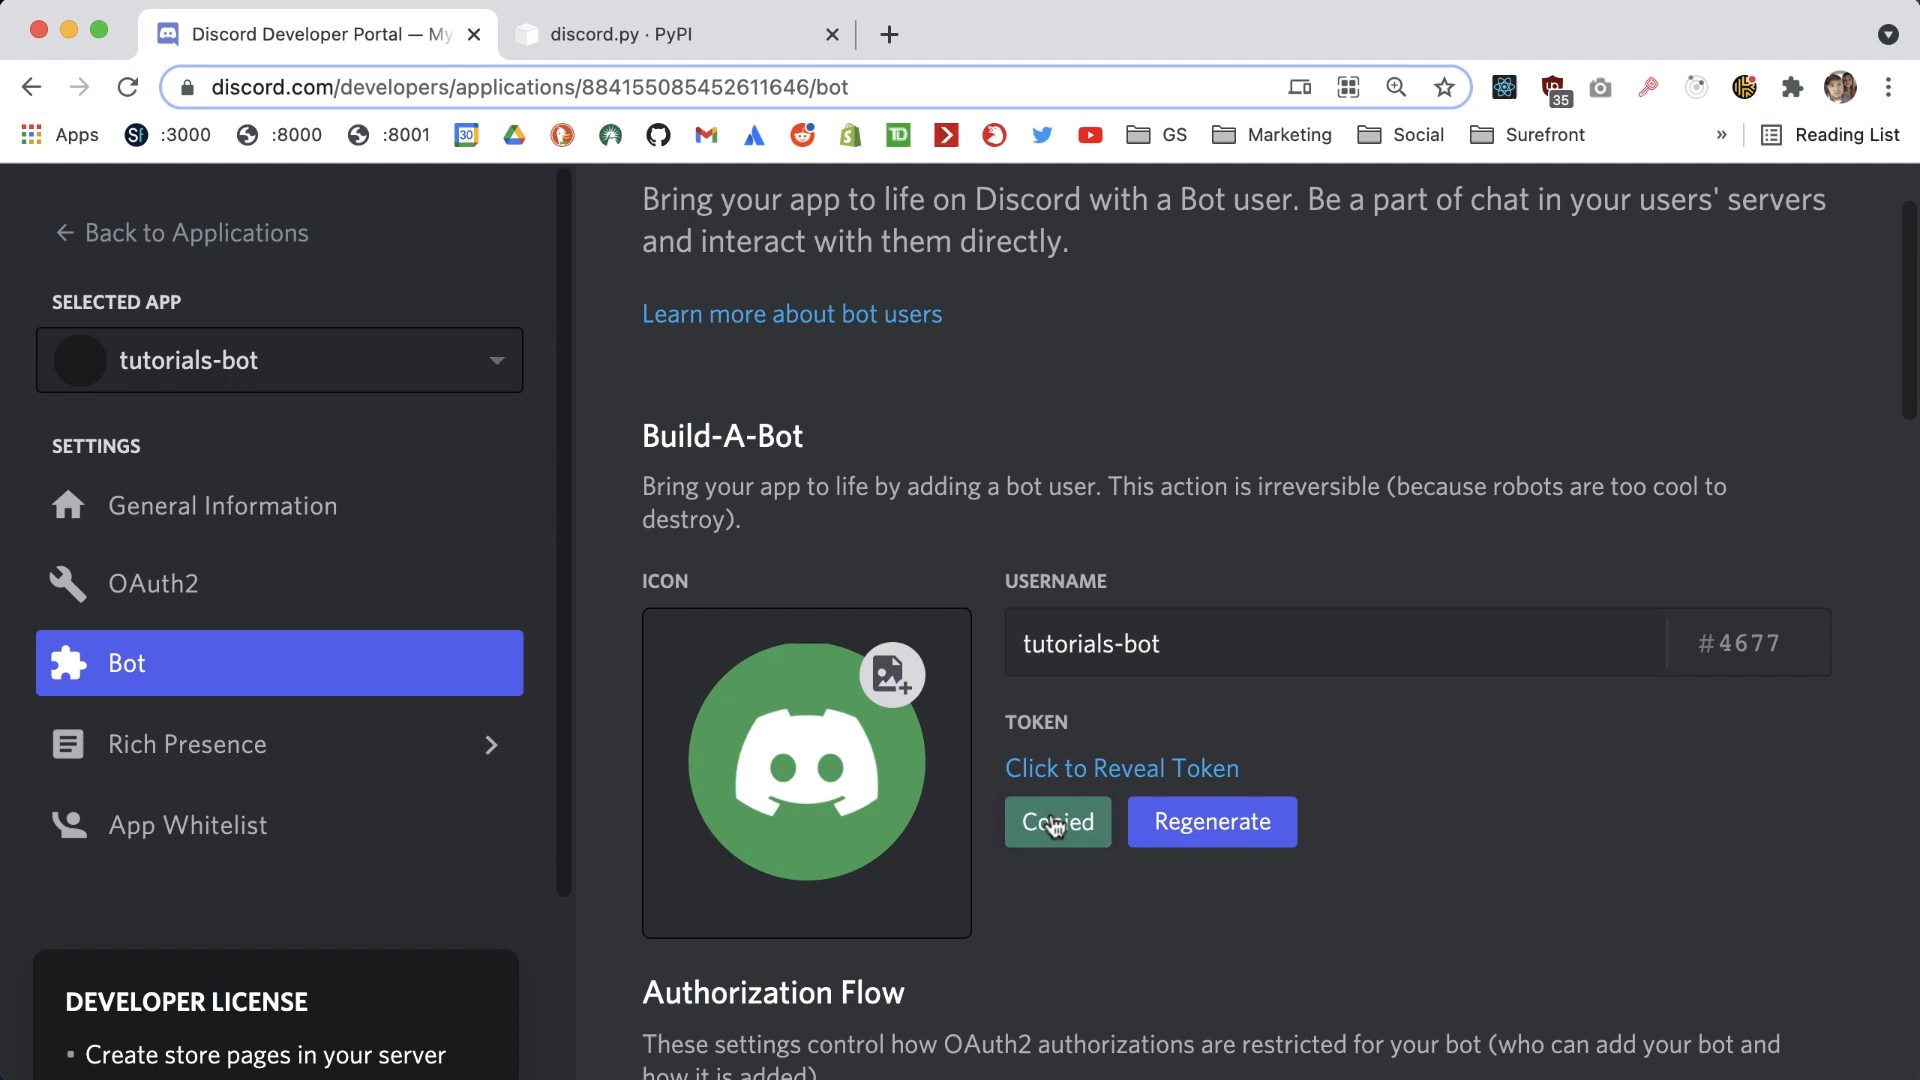 Discord Developer Portal — My
discord.py · PyPI
discord.com/developers/applications/884155085452611646/bot
35
Apps
:3000
:8000
:8001
30
GS
Marketing
Social
Surefront
»
Reading List
← Back to Applications
SELECTED APP
tutorials-bot
SETTINGS
General Information
OAuth2
Bot
Rich Presence
App Whitelist
DEVELOPER LICENSE
▪ Create store pages in your server
Bring your app to life on Discord with a Bot user. Be a part of chat in your users' servers
and interact with them directly.
Learn more about bot users
Build-A-Bot
Bring your app to life by adding a bot user. This action is irreversible (because robots are too cool to
destroy).
ICON
USERNAME
tutorials-bot
#4677
TOKEN
Click to Reveal Token
Copied
Regenerate
Authorization Flow
These settings control how OAuth2 authorizations are restricted for your bot (who can add your bot and
how it is added)